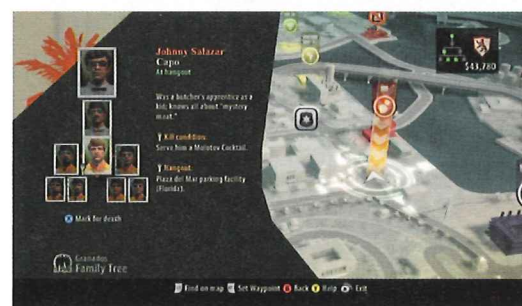 Johnny Salazar
Capo
At hangout
Was a butcher's apprentice as a
kid; knows all about "mystery
meat."
Kill condition:
Serve him a Molotov Cocktail.
Hangout:
Plaza del Mar parking facility
(Florida).
Mark for death
Granados
Family Tree
$43,780
Find on map Set Waypoint B Back Y Help Exit